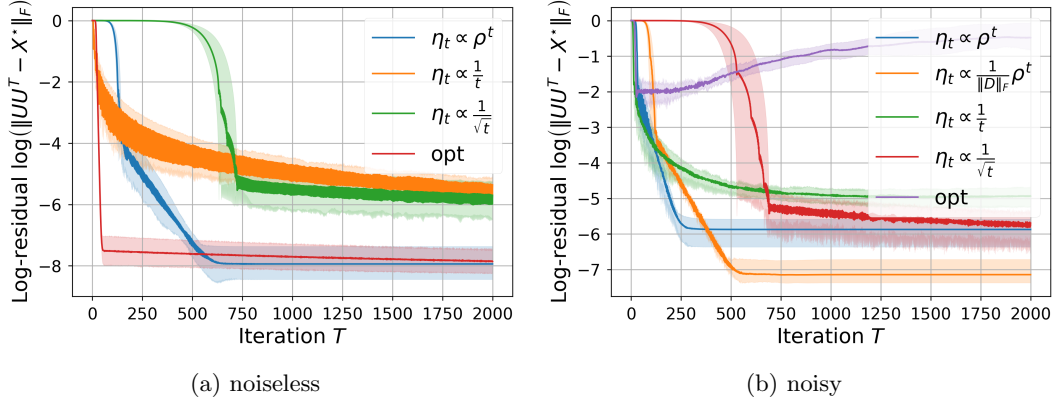 Log-residual log(∥UUᵀ − X*∥_F)
0
−2
−4
−6
−8
0 250 500 750 1000 1250 1500 1750 2000
Iteration T
η_t ∝ ρ^t
η_t ∝ 1/t
η_t ∝ 1/√t
opt
(a) noiseless
Log-residual log(∥UUᵀ − X*∥_F)
0
−1
−2
−3
−4
−5
−6
−7
0 250 500 750 1000 1250 1500 1750 2000
Iteration T
η_t ∝ ρ^t
η_t ∝ 1/∥D∥_F ρ^t
η_t ∝ 1/t
η_t ∝ 1/√t
opt
(b) noisy